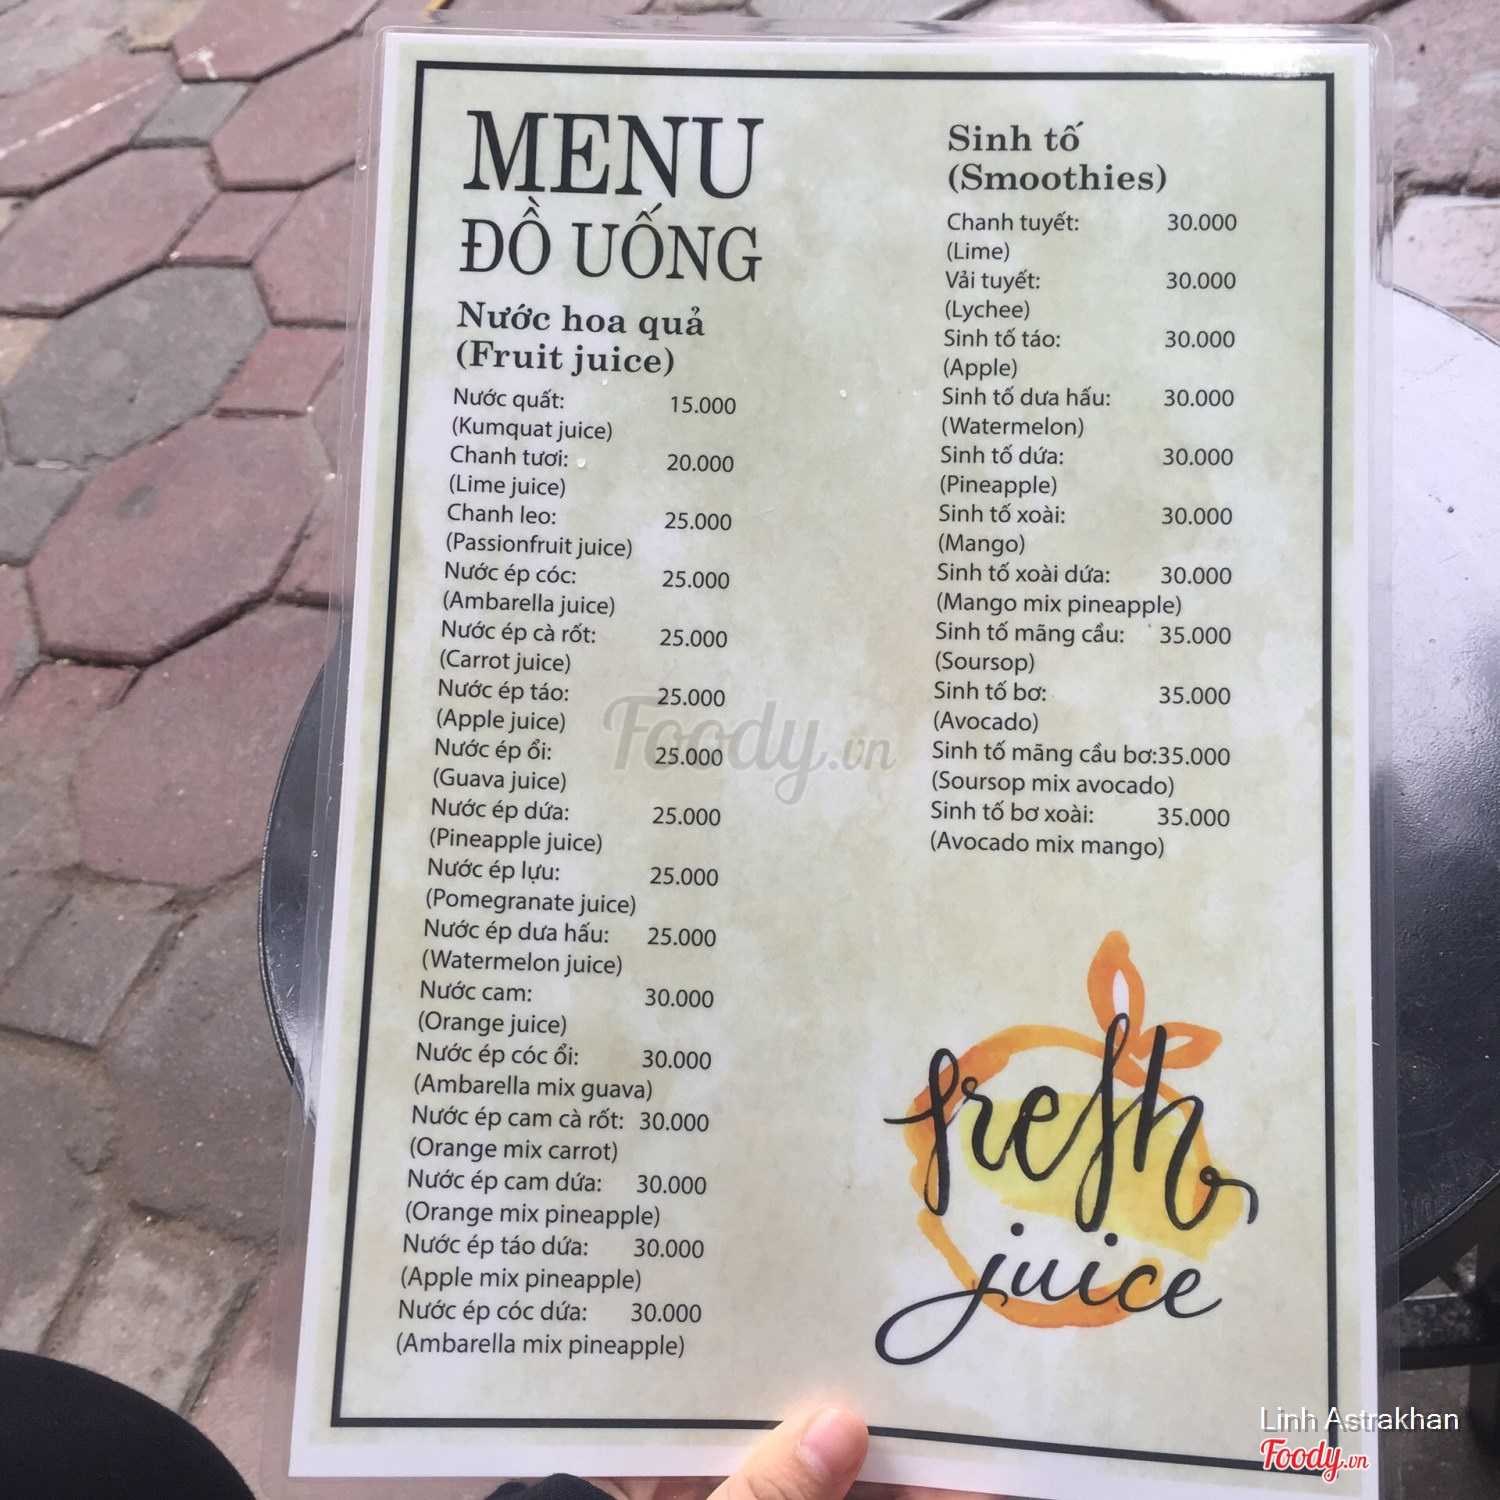 MENU
ĐỒ UỐNG
Nước hoa quả
(Fruit juice)
Nước quất: 15.000
(Kumquat juice)
Chanh tươi: 20.000
(Lime juice)
Chanh leo: 25.000
(Passionfruit juice)
Nước ép cóc: 25.000
(Ambarella juice)
Nước ép cà rốt: 25.000
(Carrot juice)
Nước ép táo: 25.000
(Apple juice)
Nước ép ổi: 25.000
(Guava juice)
Nước ép dứa: 25.000
(Pineapple juice)
Nước ép lựu: 25.000
(Pomegranate juice)
Nước ép dưa hấu: 25.000
(Watermelon juice)
Nước cam: 30.000
(Orange juice)
Nước ép cóc ổi: 30.000
(Ambarella mix guava)
Nước ép cam cà rốt: 30.000
(Orange mix carrot)
Nước ép cam dứa: 30.000
(Orange mix pineapple)
Nước ép táo dứa: 30.000
(Apple mix pineapple)
Nước ép cóc dứa: 30.000
(Ambarella mix pineapple)
Sinh tố
(Smoothies)
Chanh tuyết: 30.000
(Lime)
Vải tuyết: 30.000
(Lychee)
Sinh tố táo: 30.000
(Apple)
Sinh tố dưa hấu: 30.000
(Watermelon)
Sinh tố dứa: 30.000
(Pineapple)
Sinh tố xoài: 30.000
(Mango)
Sinh tố xoài dứa: 30.000
(Mango mix pineapple)
Sinh tố mãng cầu: 35.000
(Soursop)
Sinh tố bơ: 35.000
(Avocado)
Sinh tố mãng cầu bơ:35.000
(Soursop mix avocado)
Sinh tố bơ xoài: 35.000
(Avocado mix mango)
fresh
juice
Foody.vn
Linh Astrakhan
Foody.vn